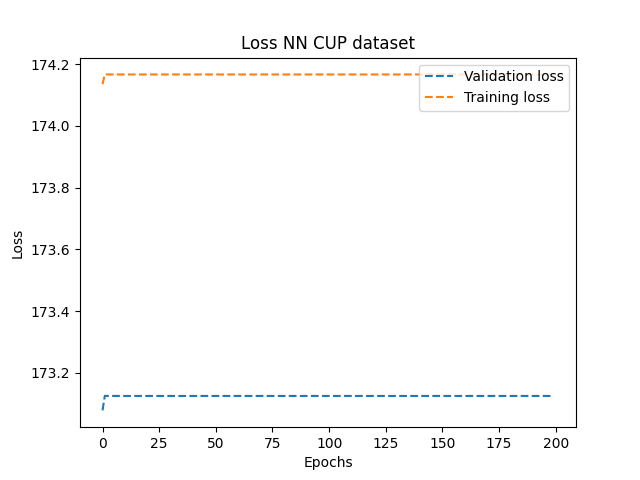 Loss NN CUP dataset
174.2
174.0
173.8
173.6
173.4
173.2
Loss
Validation loss
Training loss
0 25 50 75 100 125 150 175 200
Epochs